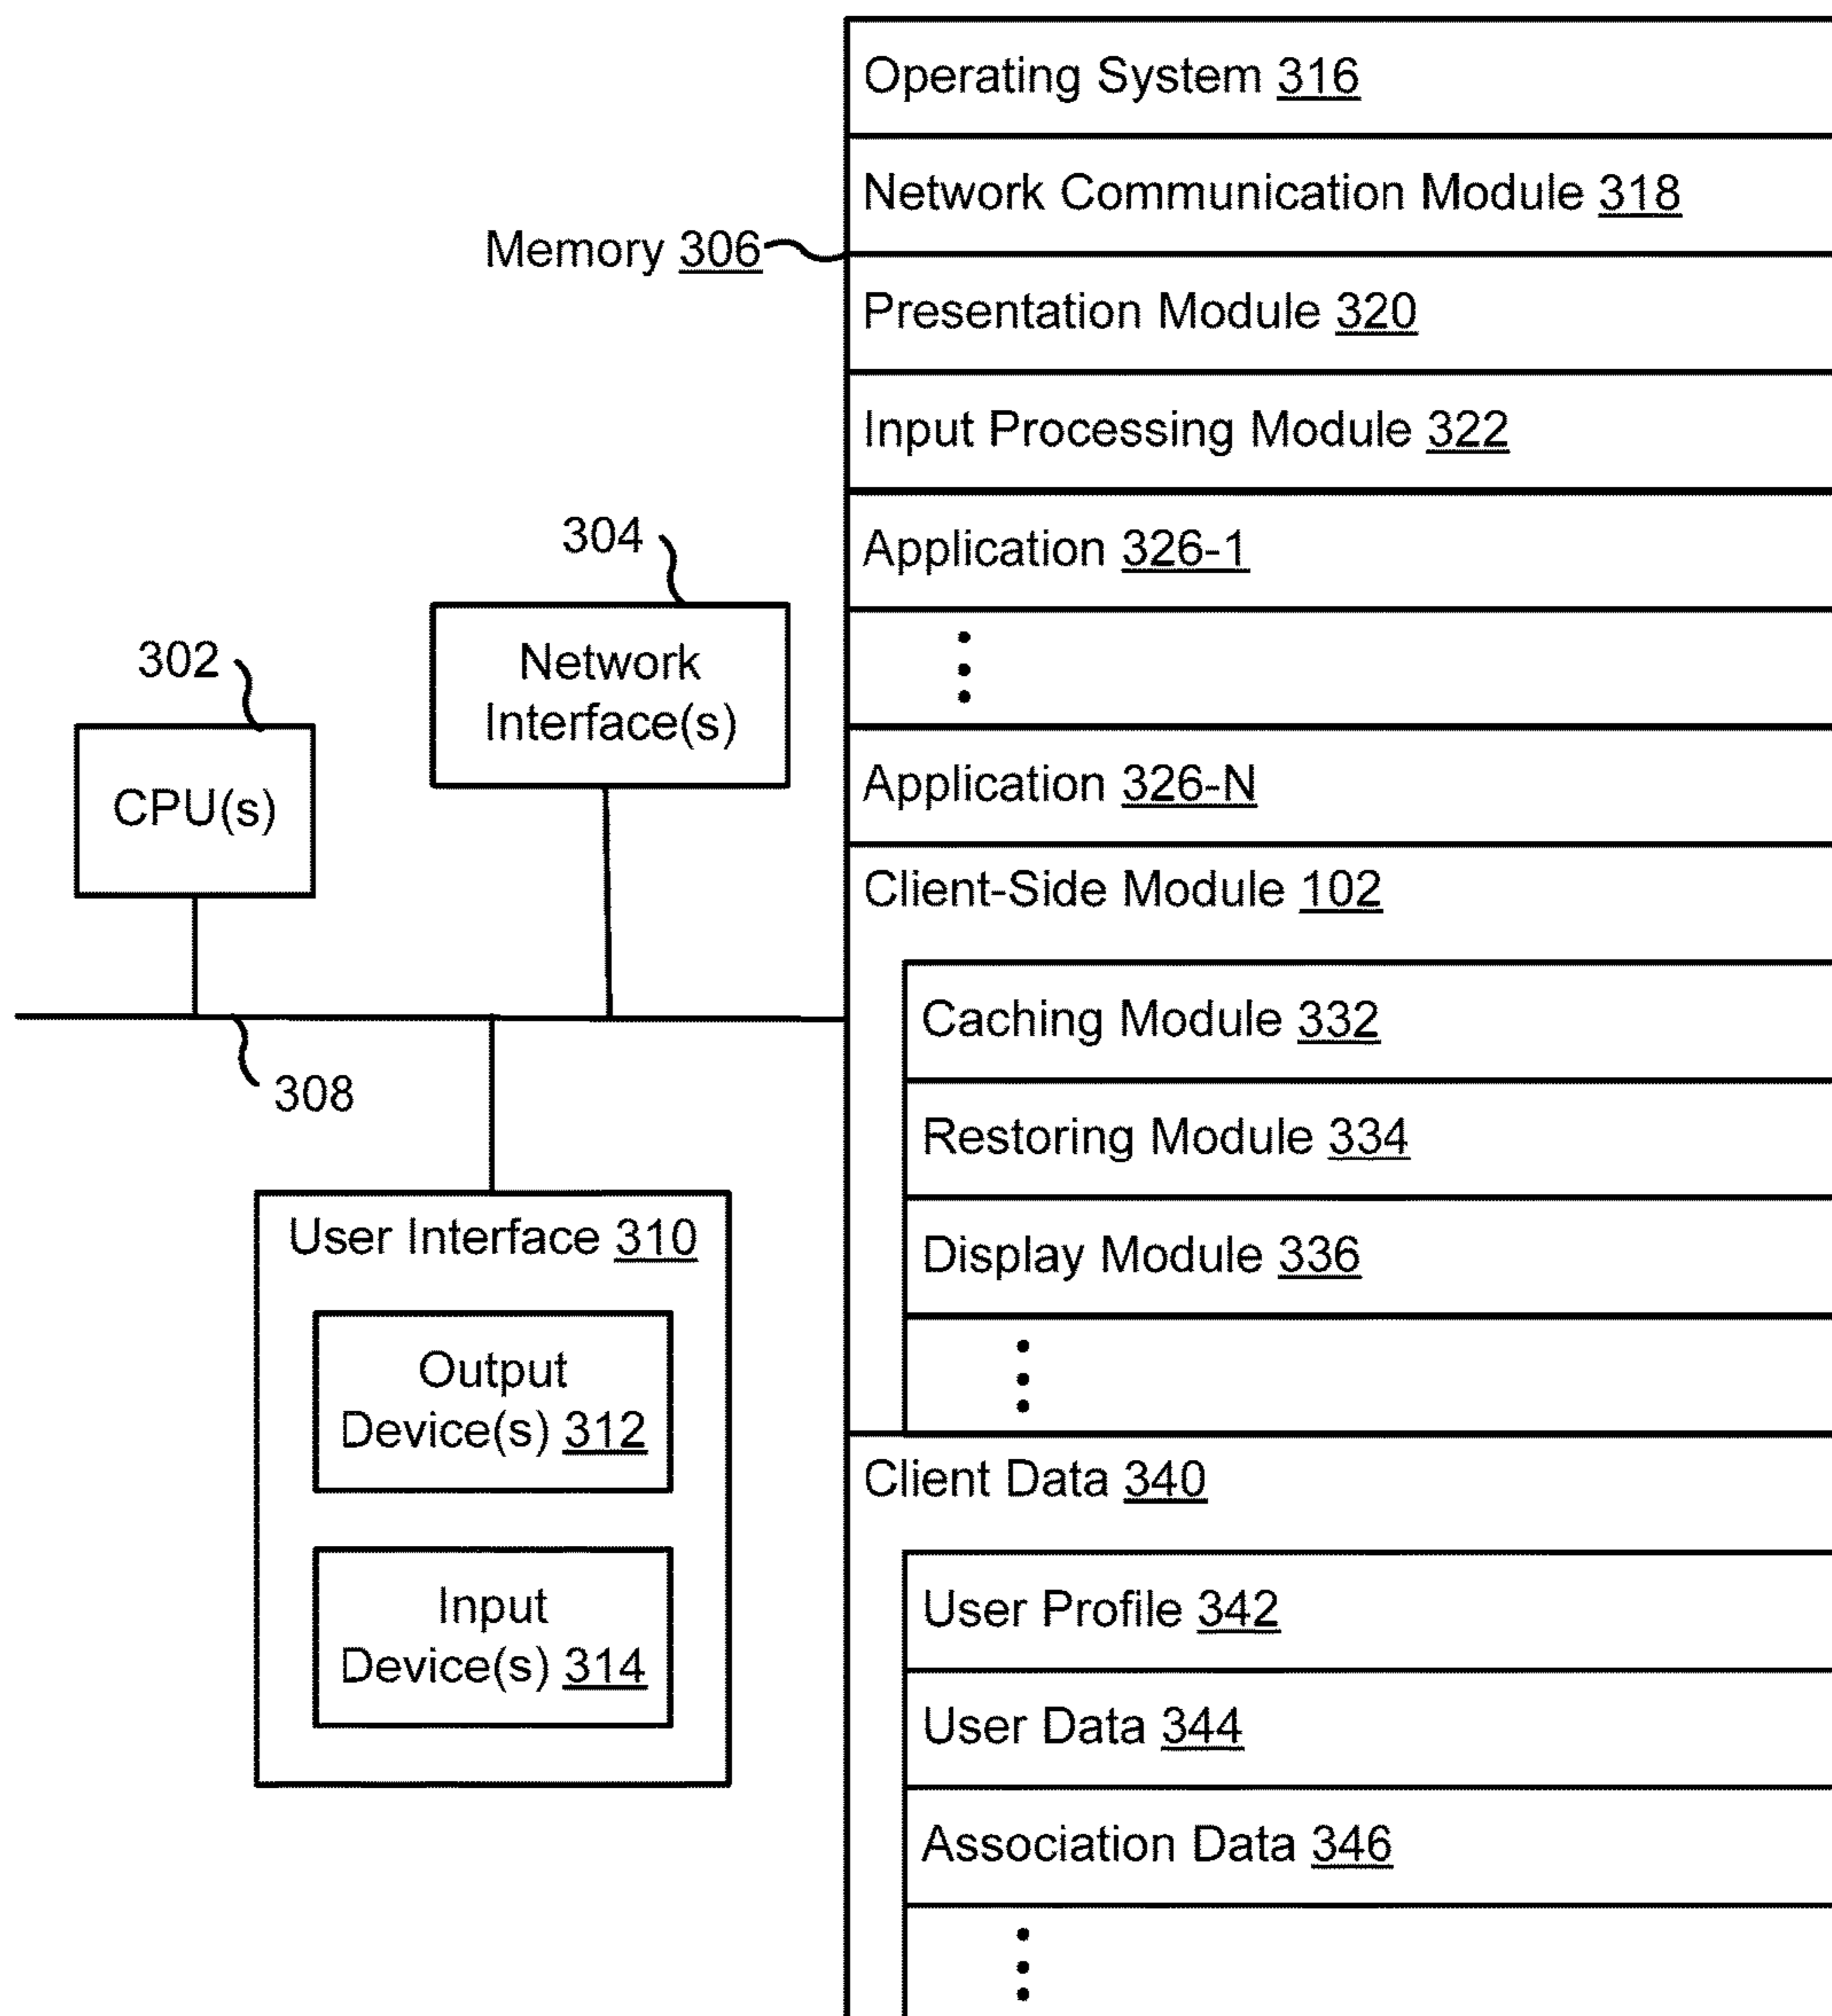 Operating System 316
Network Communication Module 318
Memory 306
Presentation Module 320
Input Processing Module 322
Application 326-1
Application 326-N
304
Network
Interface(s)
302
CPU(s)
308
Client-Side Module 102
Caching Module 332
Restoring Module 334
Display Module 336
User Interface 310
Output
Device(s) 312
Input
Device(s) 314
Client Data 340
User Profile 342
User Data 344
Association Data 346